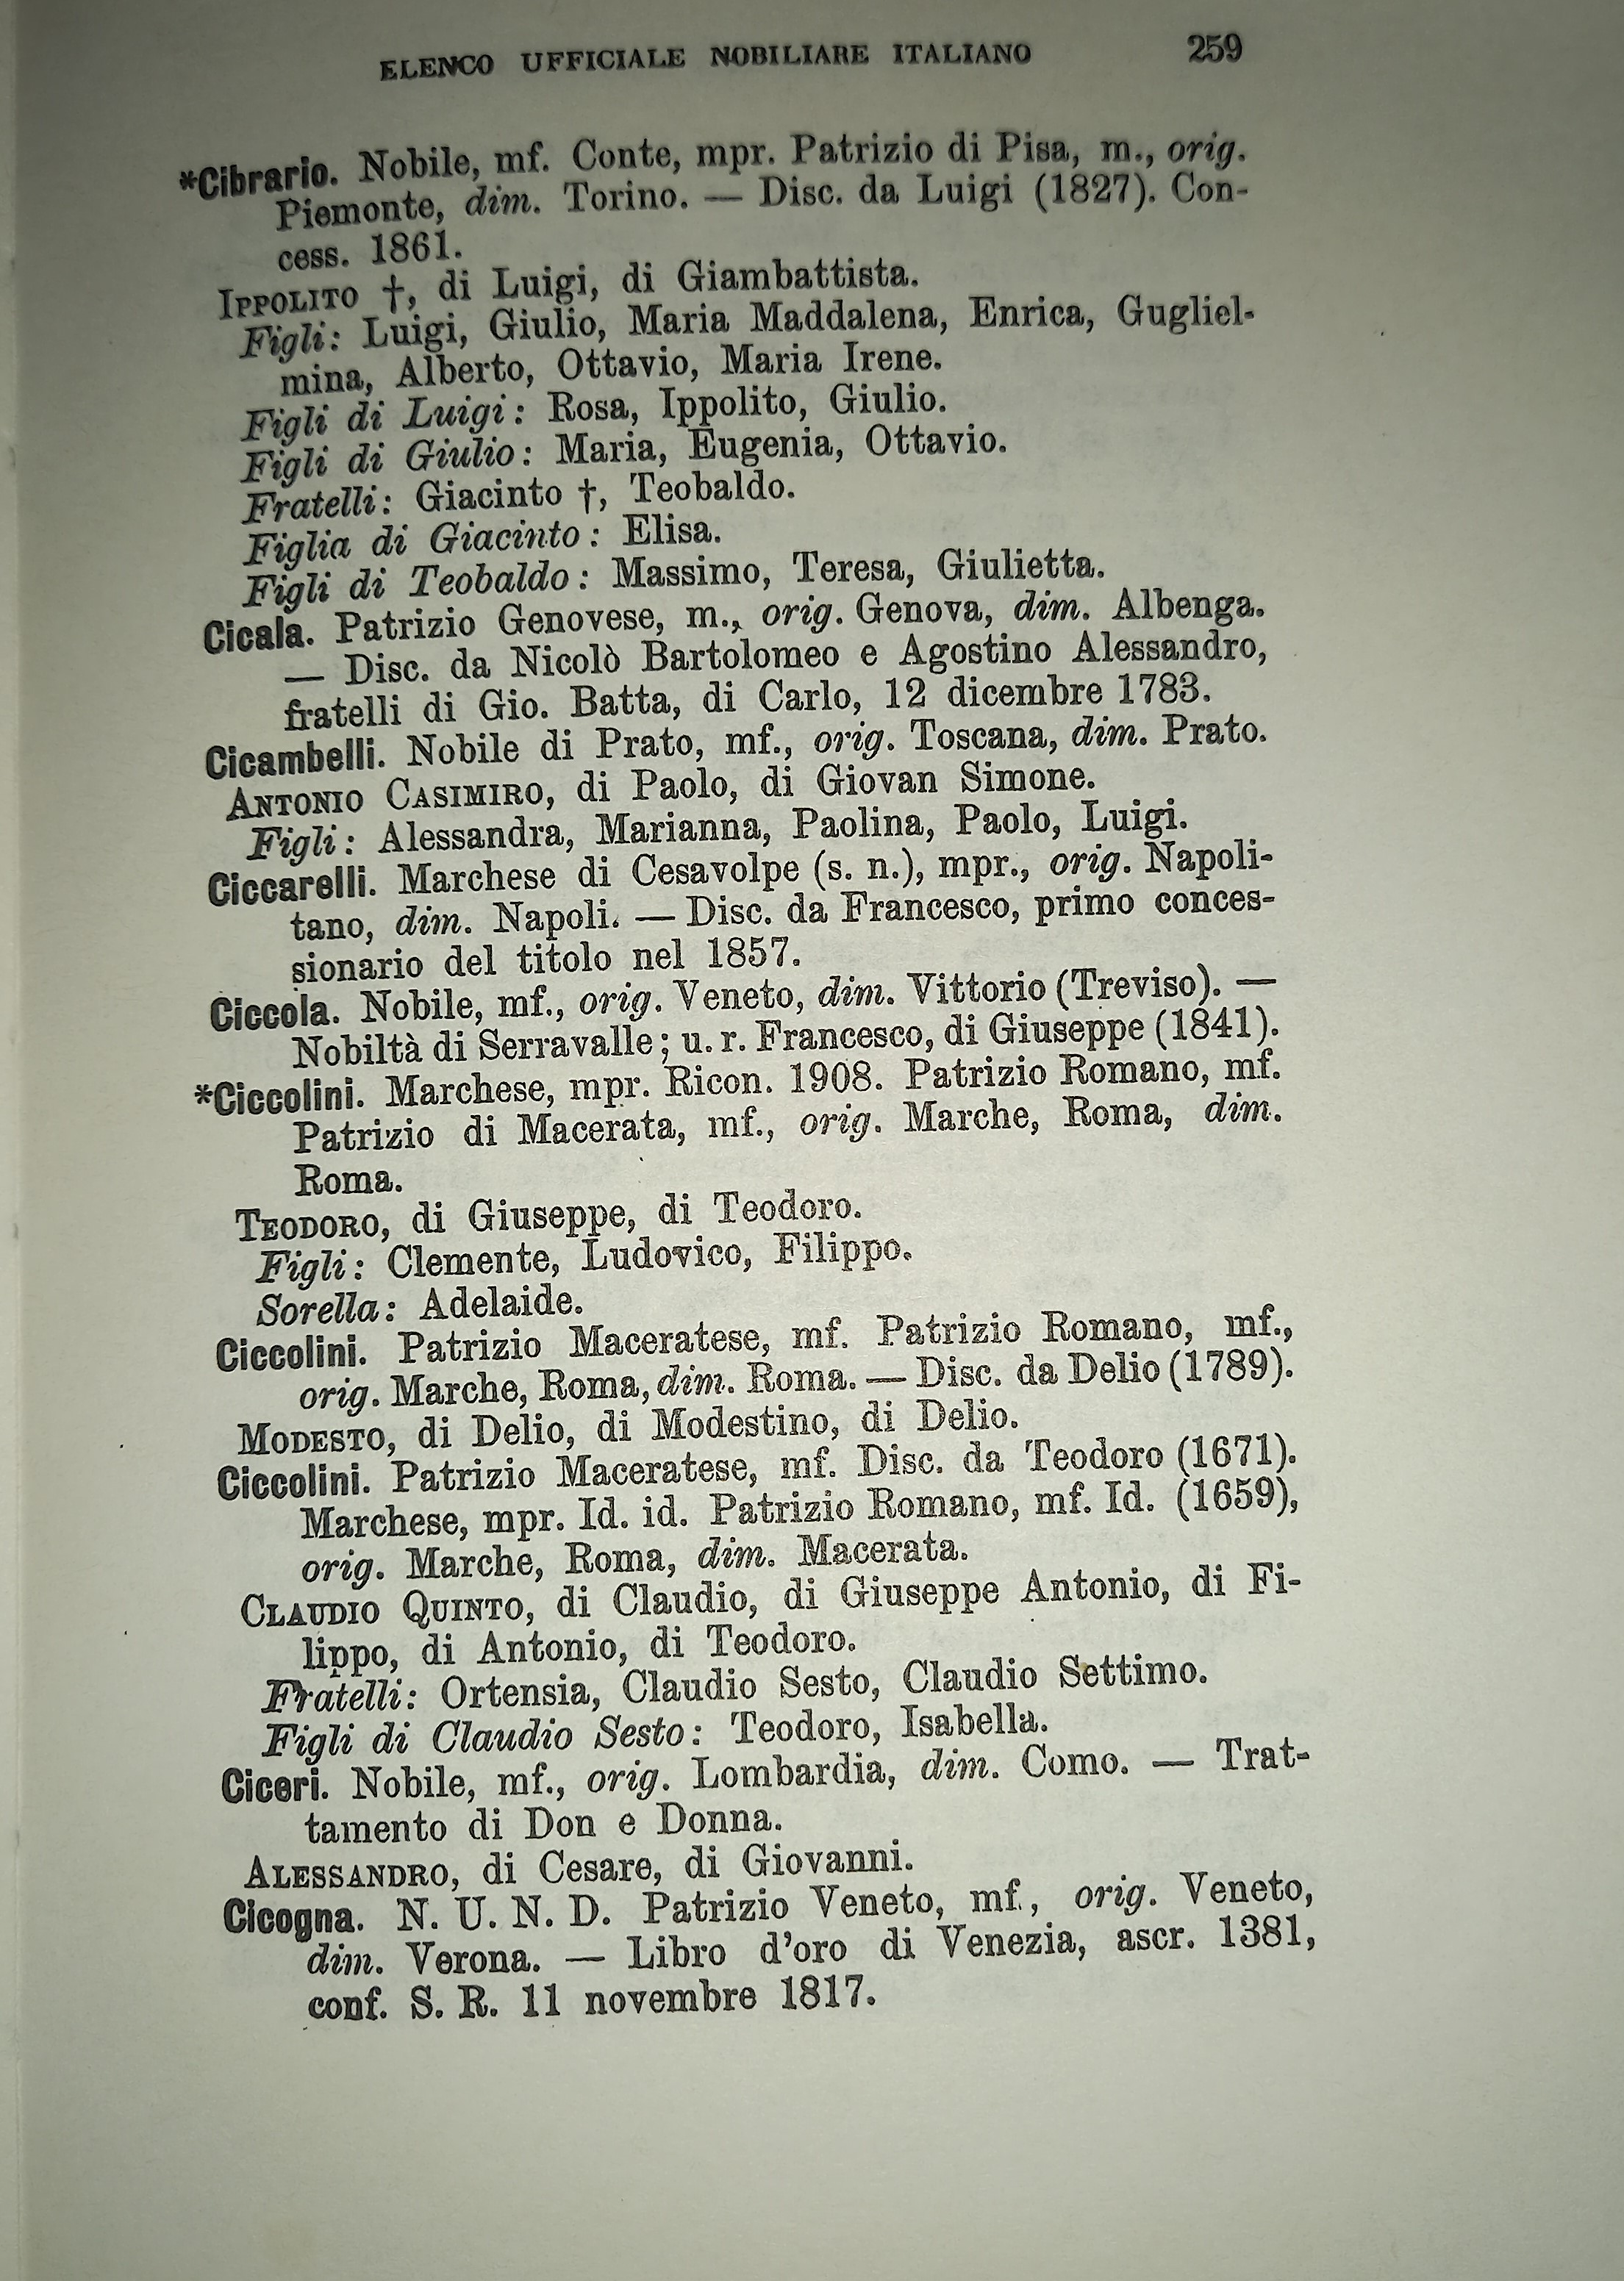 ELENCO UFFICIALE NOBILIARE ITALIANO 259
*Cibrario. Nobile, mf. Conte, mpr. Patrizio di Pisa, m., orig.
Piemonte, dim. Torino. — Disc. da Luigi (1827). Con-
cess. 1861.
IPPOLITO †, di Luigi, di Giambattista.
Figli: Luigi, Giulio, Maria Maddalena, Enrica, Gugliel-
mina, Alberto, Ottavio, Maria Irene.
Figli di Luigi: Rosa, Ippolito, Giulio.
Figli di Giulio: Maria, Eugenia, Ottavio.
Fratelli: Giacinto †, Teobaldo.
Figlia di Giacinto: Elisa.
Figli di Teobaldo: Massimo, Teresa, Giulietta.
Cicala. Patrizio Genovese, m., orig. Genova, dim. Albenga.
— Disc. da Nicolò Bartolomeo e Agostino Alessandro,
fratelli di Gio. Batta, di Carlo, 12 dicembre 1783.
Cicambelli. Nobile di Prato, mf., orig. Toscana, dim. Prato.
ANTONIO CASIMIRO, di Paolo, di Giovan Simone.
Figli: Alessandra, Marianna, Paolina, Paolo, Luigi.
Ciccarelli. Marchese di Cesavolpe (s. n.), mpr., orig. Napoli-
tano, dim. Napoli. — Disc. da Francesco, primo conces-
sionario del titolo nel 1857.
Ciccola. Nobile, mf., orig. Veneto, dim. Vittorio (Treviso). —
Nobiltà di Serravalle; u. r. Francesco, di Giuseppe (1841).
*Ciccolini. Marchese, mpr. Ricon. 1908. Patrizio Romano, mf.
Patrizio di Macerata, mf., orig. Marche, Roma, dim.
Roma.
TEODORO, di Giuseppe, di Teodoro.
Figli: Clemente, Ludovico, Filippo.
Sorella: Adelaide.
Ciccolini. Patrizio Maceratese, mf. Patrizio Romano, mf.,
orig. Marche, Roma, dim. Roma. — Disc. da Delio (1789).
MODESTO, di Delio, di Modestino, di Delio.
Ciccolini. Patrizio Maceratese, mf. Disc. da Teodoro (1671).
Marchese, mpr. Id. id. Patrizio Romano, mf. Id. (1659),
orig. Marche, Roma, dim. Macerata.
CLAUDIO QUINTO, di Claudio, di Giuseppe Antonio, di Fi-
lippo, di Antonio, di Teodoro.
Fratelli: Ortensia, Claudio Sesto, Claudio Settimo.
Figli di Claudio Sesto: Teodoro, Isabella.
Ciceri. Nobile, mf., orig. Lombardia, dim. Como. — Trat-
tamento di Don e Donna.
ALESSANDRO, di Cesare, di Giovanni.
Cicogna. N. U. N. D. Patrizio Veneto, mf., orig. Veneto,
dim. Verona. — Libro d'oro di Venezia, ascr. 1381,
conf. S. R. 11 novembre 1817.